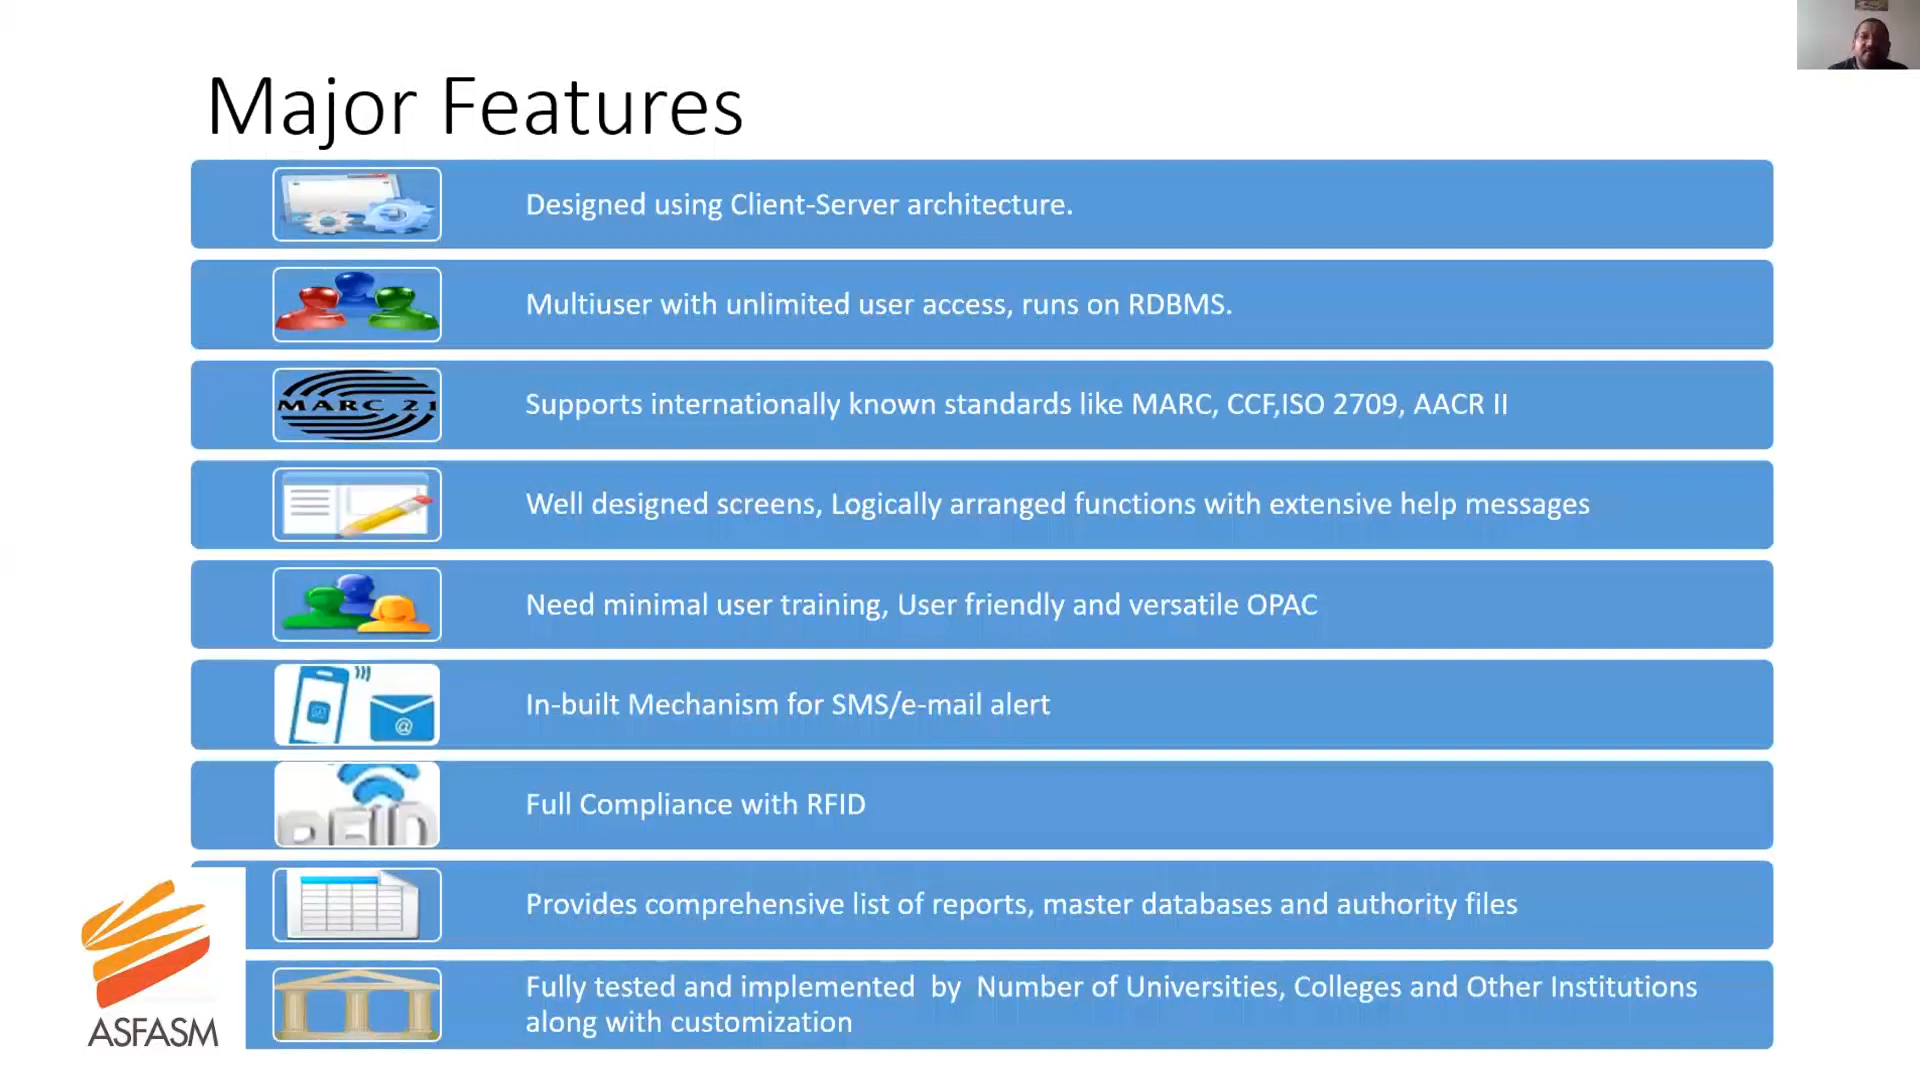 Major Features
Designed using Client-Server architecture.
Multiuser with unlimited user access, runs on RDBMS.
MARC 21
Supports internationally known standards like MARC, CCF,ISO 2709, AACR II
Well designed screens, Logically arranged functions with extensive help messages
Need minimal user training, User friendly and versatile OPAC
@
In-built Mechanism for SMS/e-mail alert
RFID
Full Compliance with RFID
Provides comprehensive list of reports, master databases and authority files
Fully tested and implemented  by  Number of Universities, Colleges and Other Institutions
along with customization
ASFASM